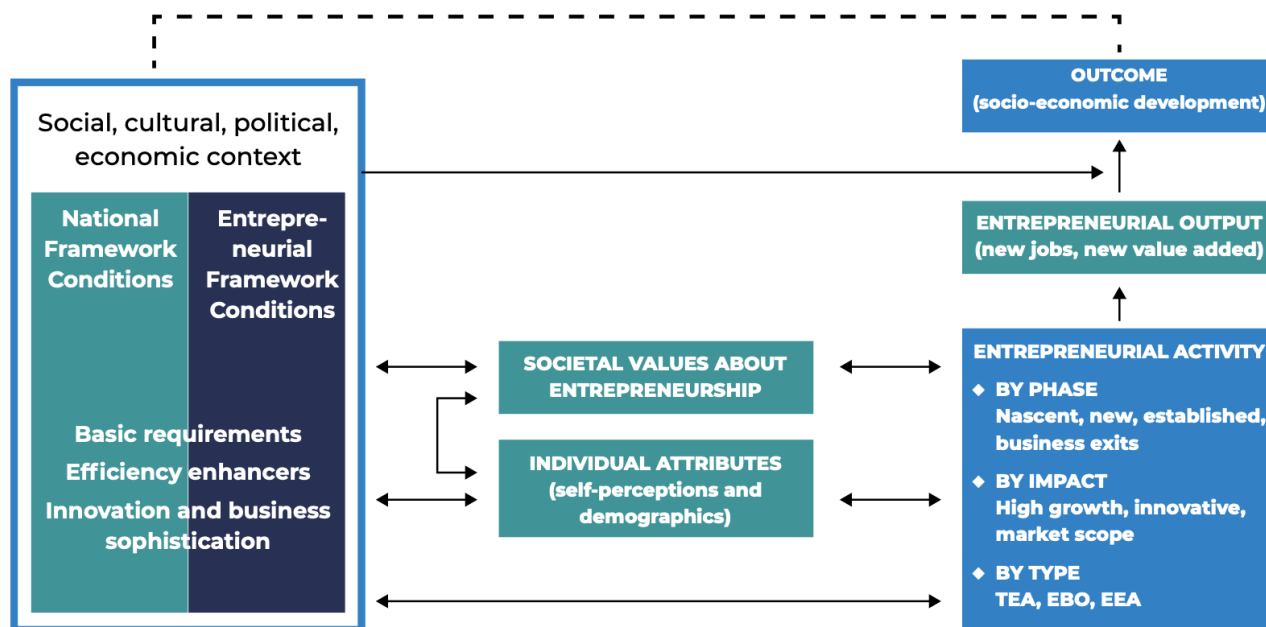 Social, cultural, political,
economic context
National
Framework
Conditions
Entrepre-
neurial
Framework
Conditions
Basic requirements
Efficiency enhancers
Innovation and business
sophistication
SOCIETAL VALUES ABOUT
ENTREPRENEURSHIP
INDIVIDUAL ATTRIBUTES
(self-perceptions and
demographics)
OUTCOME
(socio-economic development)
ENTREPRENEURIAL OUTPUT
(new jobs, new value added)
ENTREPRENEURIAL ACTIVITY
◆ BY PHASE
Nascent, new, established,
business exits
◆ BY IMPACT
High growth, innovative,
market scope
◆ BY TYPE
TEA, EBO, EEA